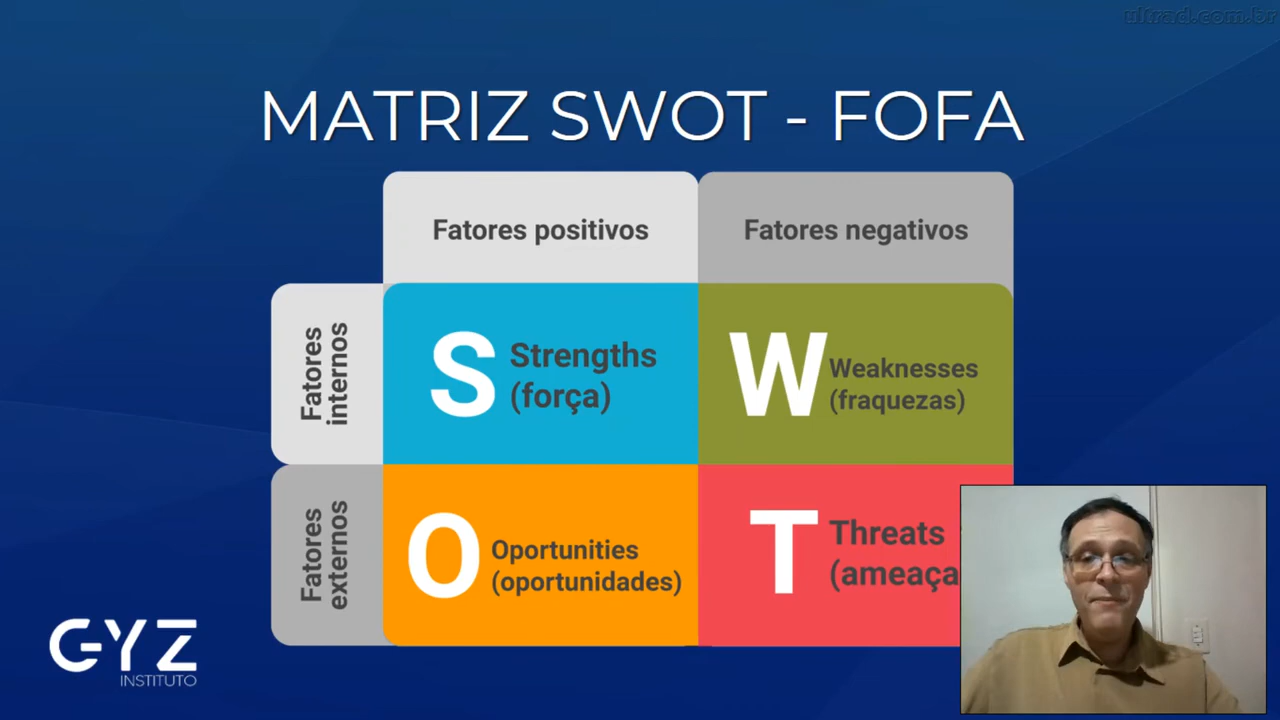 ultrad.com.br
MATRIZ SWOT - FOFA
Fatores positivos
Fatores negativos
Fatores
internos
S
Strengths
(força)
W
Weaknesses
(fraquezas)
Fatores
externos
O
Oportunities
(oportunidades)
T
Threats
(ameaça
GYZ
INSTITUTO